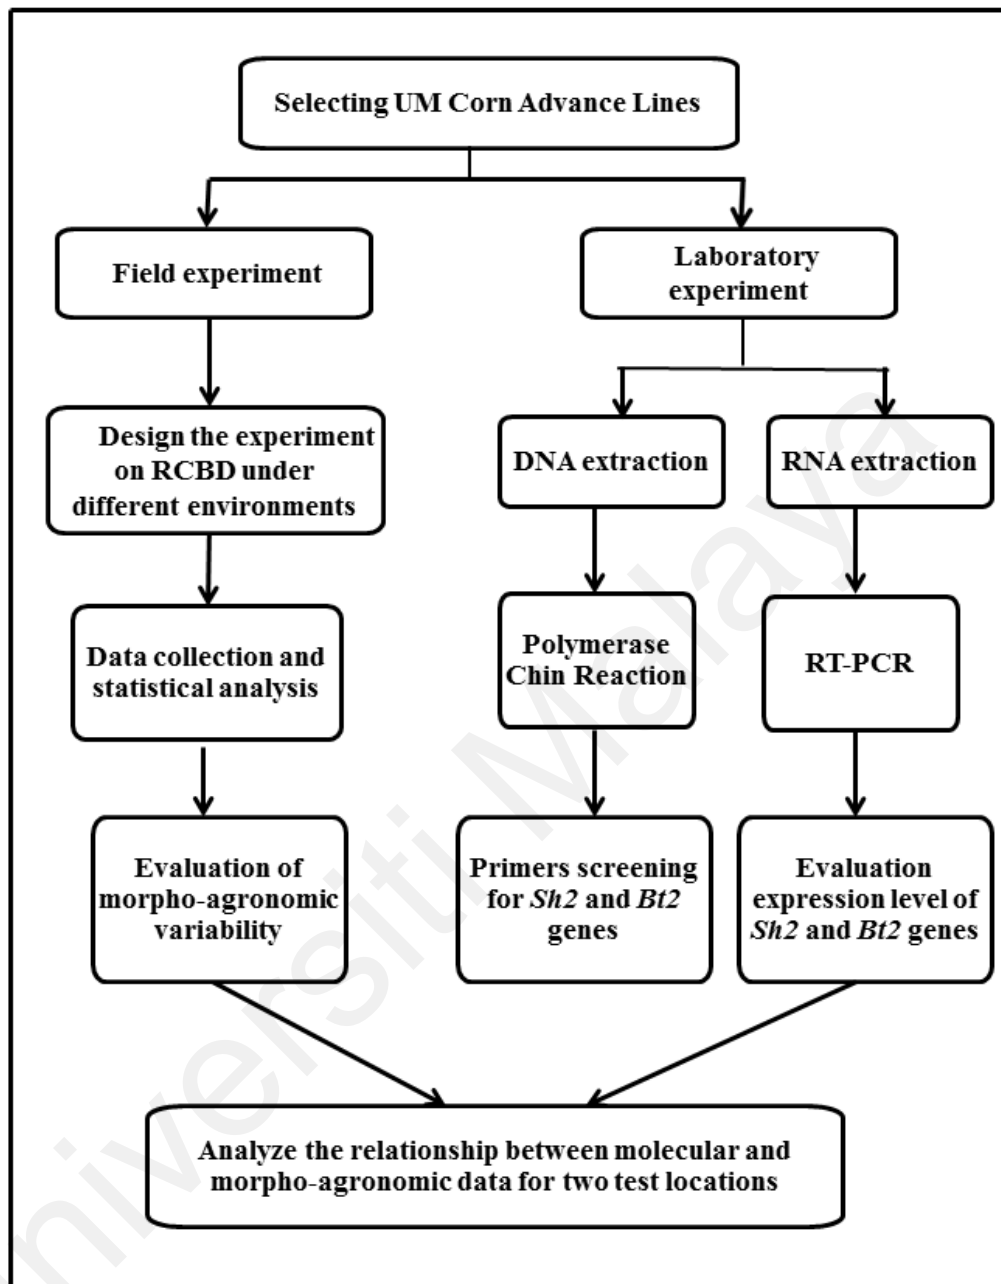 Selecting UM Corn Advance Lines
Field experiment
Laboratory
experiment
Design the experiment
on RCBD under
different environments
DNA extraction
RNA extraction
Data collection and
statistical analysis
Polymerase
Chin Reaction
RT-PCR
Evaluation of
morpho-agronomic
variability
Primers screening
for Sh2 and Bt2
genes
Evaluation
expression level of
Sh2 and Bt2 genes
Analyze the relationship between molecular and
morpho-agronomic data for two test locations
niversiti Malaya